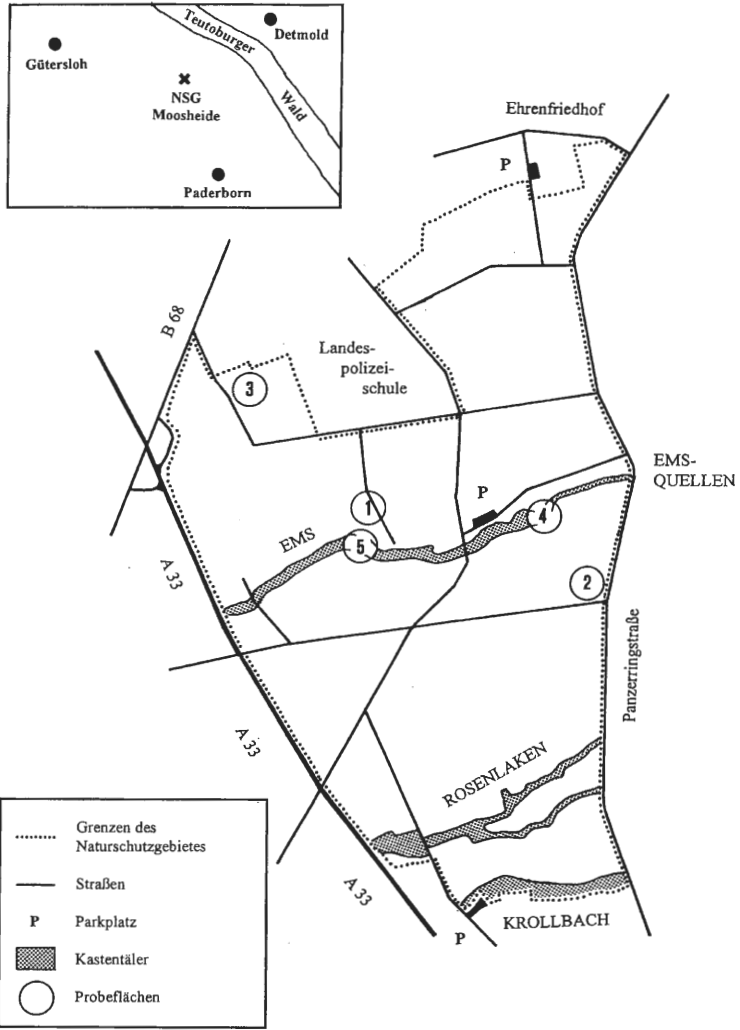 Teutoburger
Wald
Detmold
Gütersloh
NSG
Moosheide
Paderborn
Ehrenfriedhof
P
B 68
Landes-
polizei-
schule
3
EMS-
QUELLEN
P
1
4
EMS
5
A 33
2
Panzerringstraße
A 33
ROSENLAKEN
A 33
KROLLBACH
P
Grenzen des
Naturschutzgebietes
Straßen
P Parkplatz
Kastentäler
Probeflächen